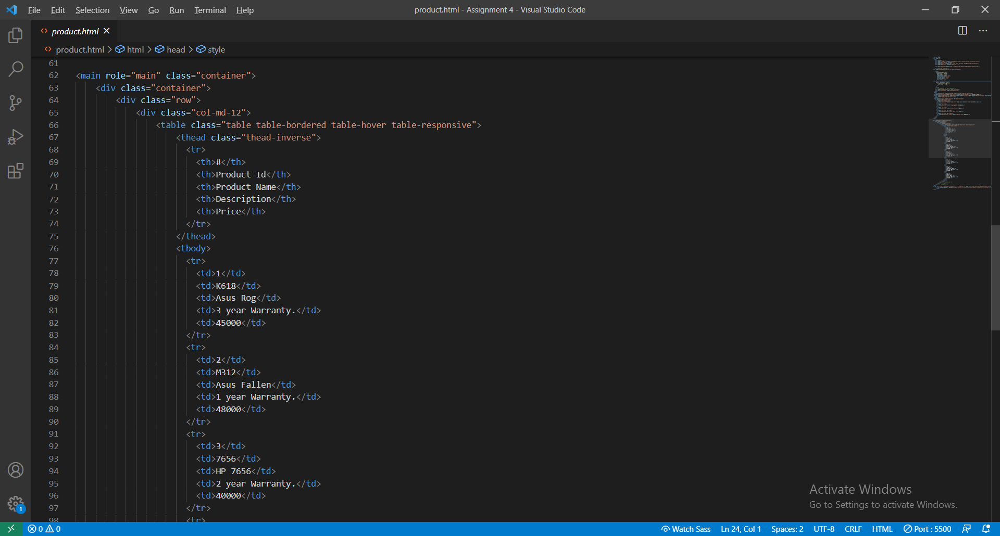 File Edit Selection View Go Run Terminal Help
product.html - Assignment 4 - Visual Studio Code
product.html
product.html > html > head > style
61
62 <main role="main" class="container">
63 <div class="container">
64 <div class="row">
65 <div class="col-md-12">
66 <table class="table table-bordered table-hover table-responsive">
67 <thead class="thead-inverse">
68 <tr>
69 <th>#</th>
70 <th>Product Id</th>
71 <th>Product Name</th>
72 <th>Description</th>
73 <th>Price</th>
74 </tr>
75 </thead>
76 <tbody>
77 <tr>
78 <td>1</td>
79 <td>K618</td>
80 <td>Asus Rog</td>
81 <td>3 year Warranty.</td>
82 <td>45000</td>
83 </tr>
84 <tr>
85 <td>2</td>
86 <td>M312</td>
87 <td>Asus Fallen</td>
88 <td>1 year Warranty.</td>
89 <td>48000</td>
90 </tr>
91 <tr>
92 <td>3</td>
93 <td>7656</td>
94 <td>HP 7656</td>
95 <td>2 year Warranty.</td>
96 <td>40000</td>
97 </tr>
98 <tr>
Activate Windows
Go to Settings to activate Windows.
1
0 0
Watch Sass Ln 24, Col 1 Spaces: 2 UTF-8 CRLF HTML Port : 5500